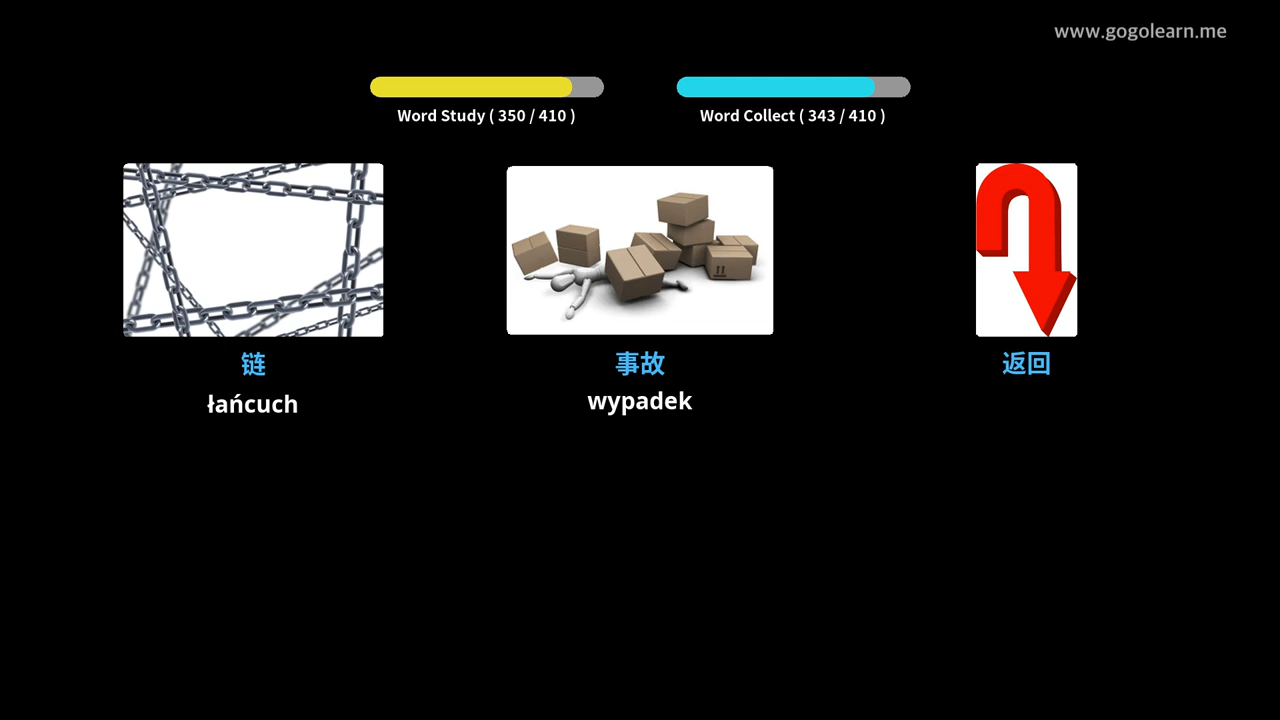 www.gogolearn.me
Word Study ( 350 / 410 )
Word Collect ( 343 / 410 )
链
事故
返回
łańcuch
wypadek